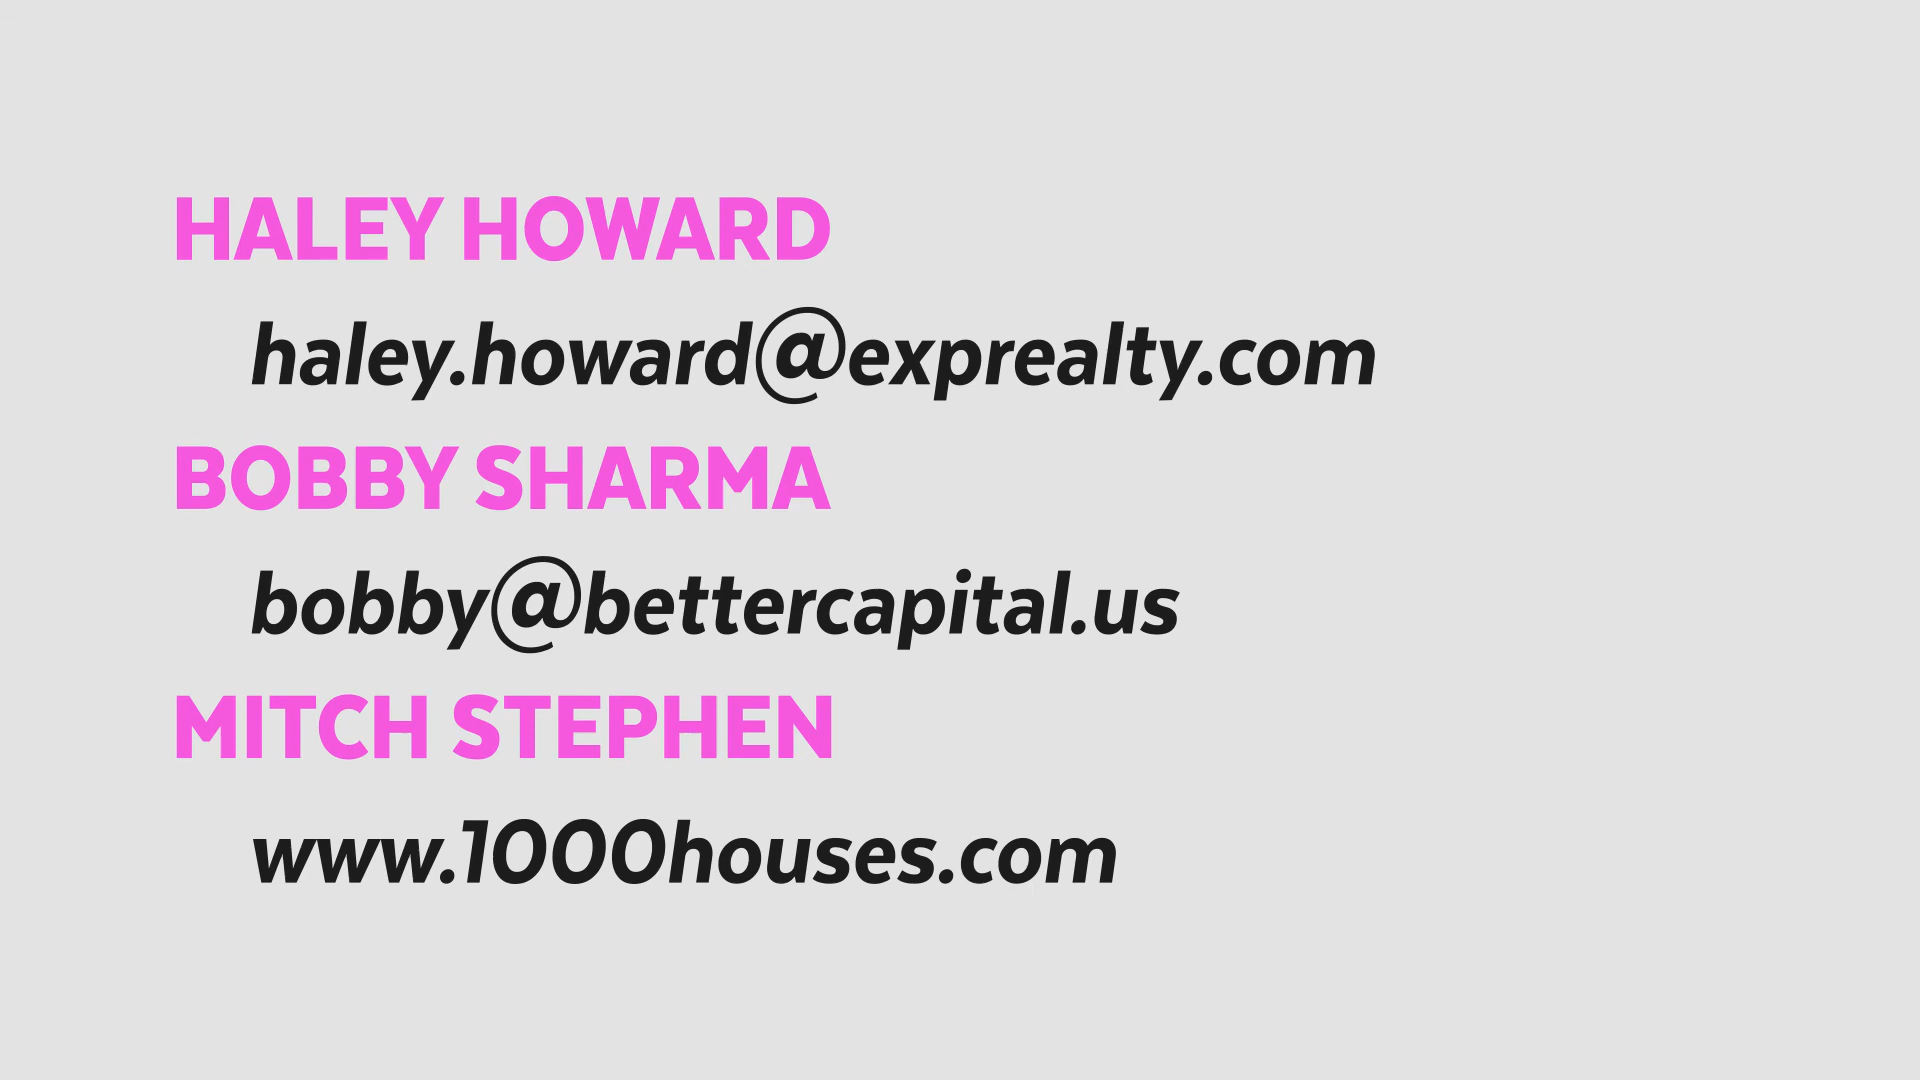 HALEY HOWARD
haley.howard@exprealty.com
BOBBY SHARMA
bobby@bettercapital.us
MITCH STEPHEN
www.1000houses.com